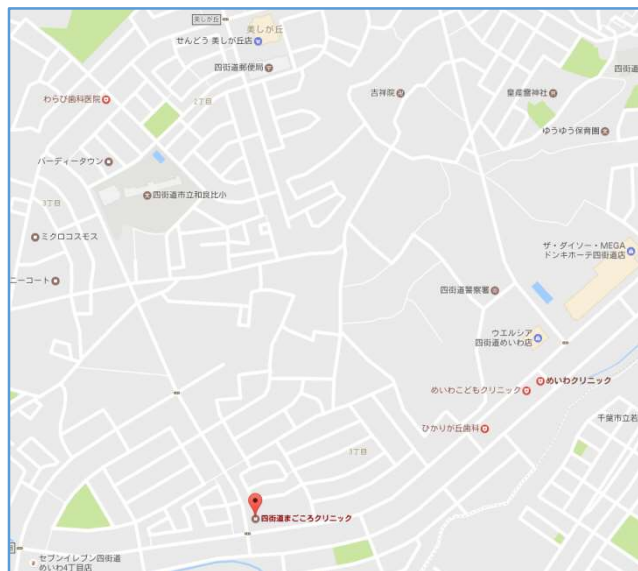 美しが丘
美しが丘
せんどう 美しが丘店
四街道郵便局
わらび歯科医院
2丁目
吉祥院
皇産霊神社
四街道
ゆうゆう保育園
バーディータウン
四街道市立和良比小
3丁目
ミクロコスモス
ニーコート
ザ・ダイソー・MEGA
ドンキホーテ四街道店
四街道警察署
ウエルシア
四街道めいわ店
めいわクリニック
めいわこどもクリニック
ひかりが丘歯科
千葉市立若
3丁目
四街道まごころクリニック
セブンイレブン四街道
めいわ4丁目店